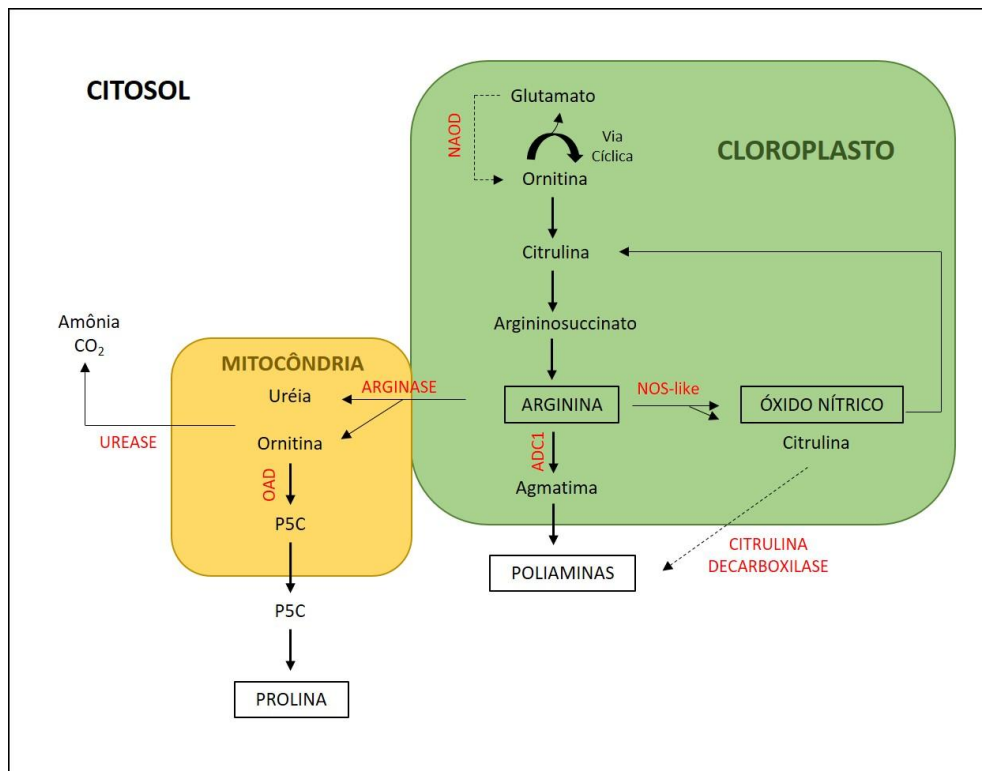 CITOSOL
Glutamato
NAOD
Via
Cíclica
CLOROPLASTO
Ornitina
Citrulina
Argininosuccinato
Amônia
CO₂
MITOCÔNDRIA
Uréia
ARGINASE
ARGININA
NOS-like
ÓXIDO NÍTRICO
UREASE
Ornitina
ADC1
Citrulina
OAD
Agmatima
P5C
CITRULINA
DECARBOXILASE
POLIAMINAS
P5C
PROLINA